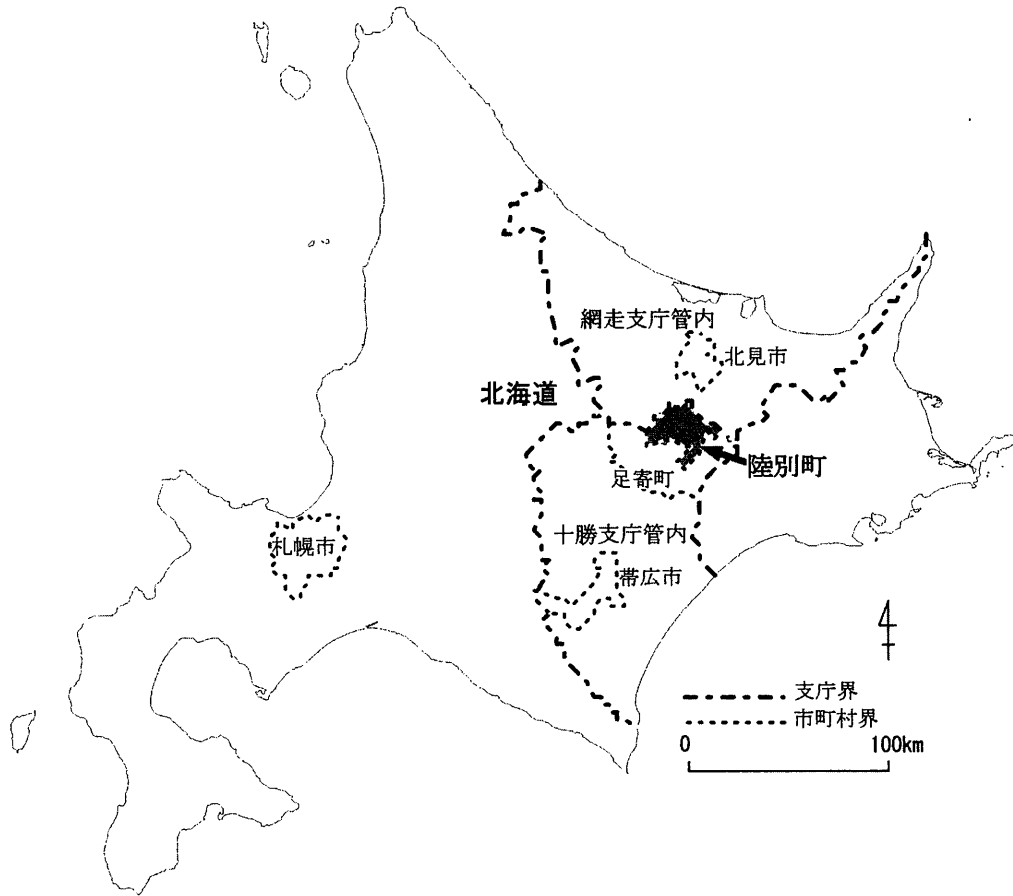 網走支庁管内
北見市
北海道
陸別町
足寄町
十勝支庁管内
札幌市
帯広市
支庁界
市町村界
0 100km